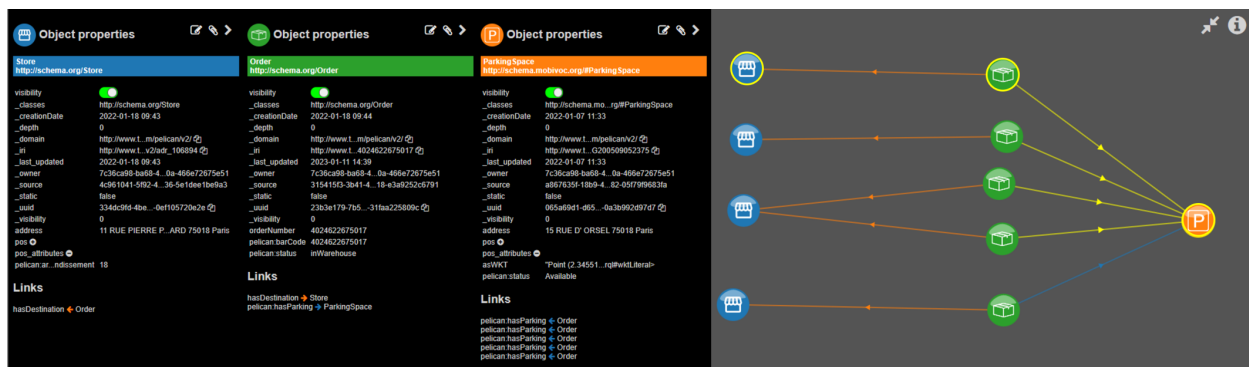 Object properties
Store
http://schema.org/Store
visibility
_classes http://schema.org/Store
_creationDate 2022-01-18 09:43
_depth 0
_domain http://www.t...m/pelican/v2/
_iri http://www.t...v2/adr_106894
_last_updated 2022-01-18 09:43
_owner 7c36ca98-ba68-4...0a-466e72675e51
_source 4c961041-5f92-4...36-5e1dee1be9a3
_static false
_uuid 334dc9fd-4be...-0ef105720e2e
_visibility 0
address 11 RUE PIERRE P...ARD 75018 Paris
pos
pos_attributes
pelican:ar...ndissement 18
Links
hasDestination ← Order
Object properties
Order
http://schema.org/Order
visibility
_classes http://schema.org/Order
_creationDate 2022-01-18 09:44
_depth 0
_domain http://www.t...m/pelican/v2/
_iri http://www.t...4024622675017
_last_updated 2023-01-11 14:39
_owner 7c36ca98-ba68-4...0a-466e72675e51
_source 315415f3-3b41-4...18-e3a9252c6791
_static false
_uuid 23b3e179-7b5...-31faa225809c
_visibility 0
orderNumber 4024622675017
pelican:barCode 4024622675017
pelican:status inWarehouse
Links
hasDestination → Store
pelican:hasParking → ParkingSpace
P Object properties
ParkingSpace
http://schema.mobivoc.org/#ParkingSpace
visibility
_classes http://schema.mo...rg/#ParkingSpace
_creationDate 2022-01-07 11:33
_depth 0
_domain http://www.t...m/pelican/v2/
_iri http://www.t...G200509052375
_last_updated 2022-01-07 11:33
_owner 7c36ca98-ba68-4...0a-466e72675e51
_source a867635f-18b9-4...82-05f79f9683fa
_static false
_uuid 065a69d1-d65...-0a3b992d97d7
_visibility 0
address 15 RUE D' ORSEL 75018 Paris
pos
pos_attributes
asWKT "Point (2.34551...rql#wktLiteral>
pelican:status Available
Links
pelican:hasParking ← Order
pelican:hasParking ← Order
pelican:hasParking ← Order
pelican:hasParking ← Order
pelican:hasParking ← Order
P